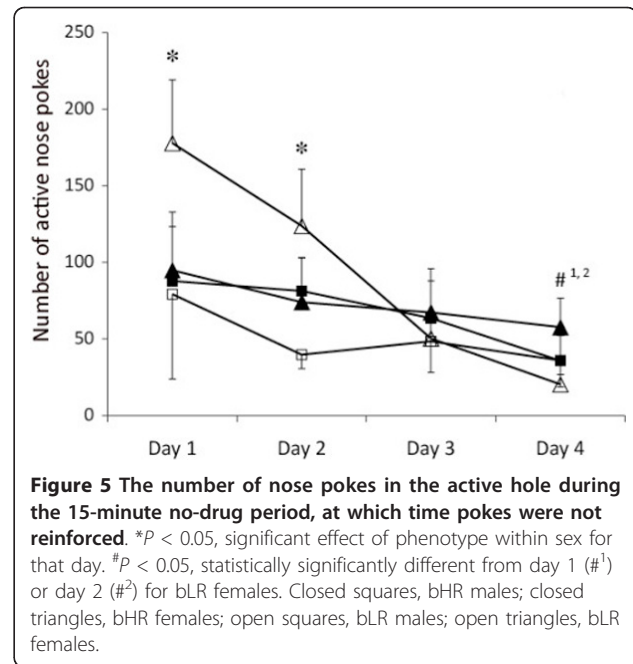 250
200
150
100
50
0
Number of active nose pokes
*
*
# 1, 2
Day 1 Day 2 Day 3 Day 4
Figure 5 The number of nose pokes in the active hole during
the 15-minute no-drug period, at which time pokes were not
reinforced. *P < 0.05, significant effect of phenotype within sex for
that day. #P < 0.05, statistically significantly different from day 1 (#1)
or day 2 (#2) for bLR females. Closed squares, bHR males; closed
triangles, bHR females; open squares, bLR males; open triangles, bLR
females.